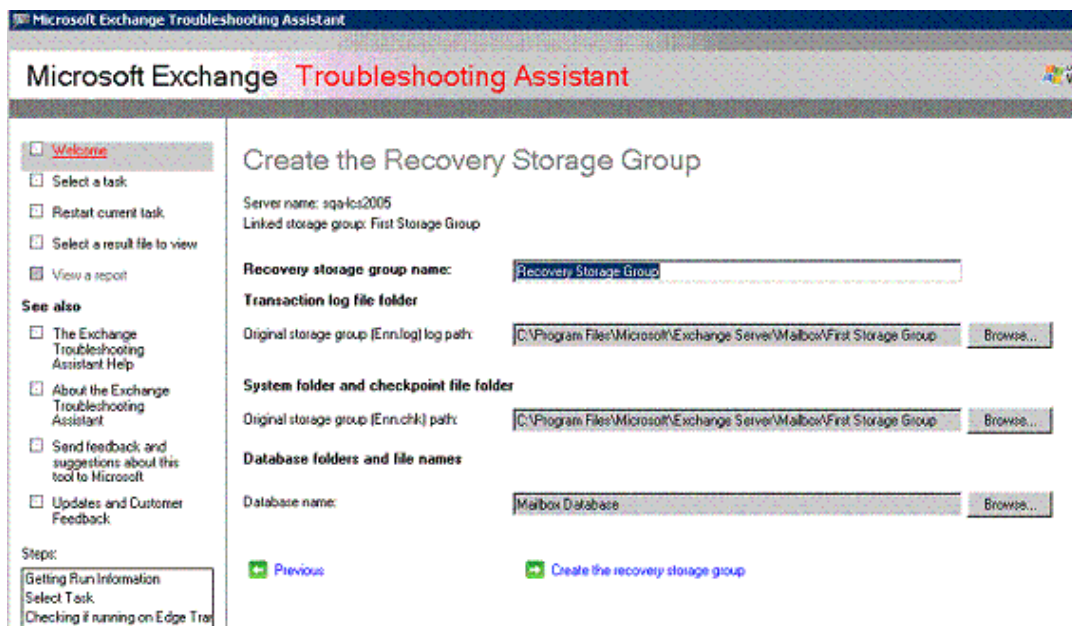 Microsoft Exchange Troubleshooting Assistant
Microsoft Exchange Troubleshooting Assistant
Welcome
Select a task
Restart current task
Select a result file to view
View a report
See also
The Exchange
Troubleshooting
Assistant Help
About the Exchange
Troubleshooting
Assistant
Send feedback and
suggestions about this
tool to Microsoft
Updates and Customer
Feedback
Steps:
Getting Run Information
Select Task
Checking if running on Edge Tran
Create the Recovery Storage Group
Server name: sqa-lcs2005
Linked storage group: First Storage Group
Recovery storage group name: Recovery Storage Group
Transaction log file folder
Original storage group (Enn.log) log path: C:\Program Files\Microsoft\Exchange Server\Mailbox\First Storage Group Browse...
System folder and checkpoint file folder
Original storage group (Enn.chk) path: C:\Program Files\Microsoft\Exchange Server\Mailbox\First Storage Group Browse...
Database folders and file names
Database name: Mailbox Database Browse...
Previous Create the recovery storage group